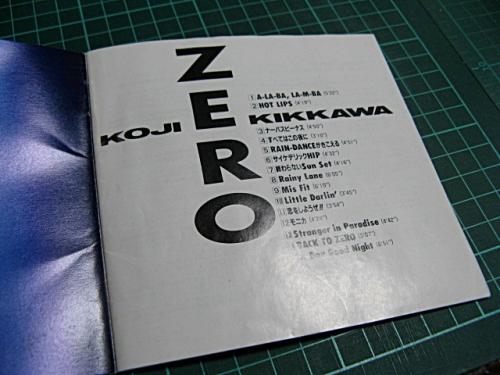 ZERO
KOJI KIKKAWA
1 A-LA-BA, LA-M-BA
2 HOT LIPS (4'19")
3 ナーバスビーナス
4 すべてはこの夜に
5 RAIN-DANCEがきこえる
6 サイケデリックHIP
7 終わらないSun Set
8 Rainy Lane
9 Mis Fit
10 Little Darlin' (3'45")
11 恋をしようぜ!!
12 モニカ
13 Stranger in Paradise
BACK TO ZERO
Good Night